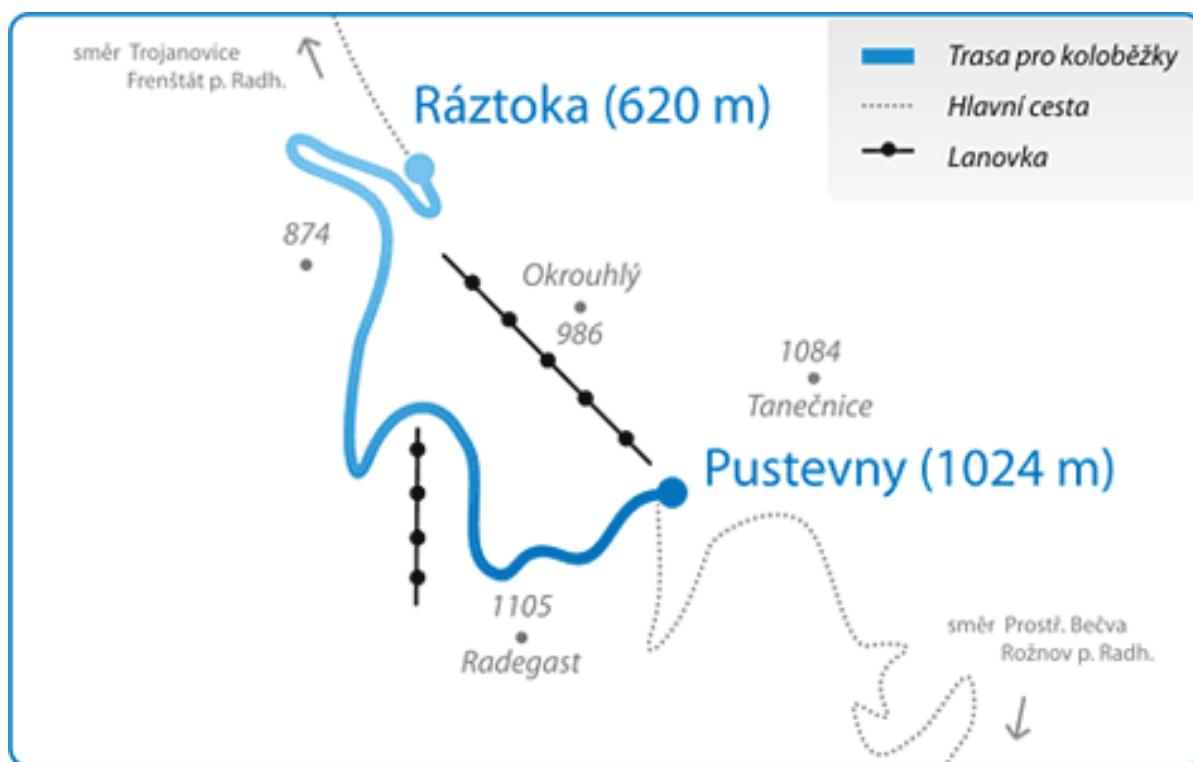 směr Trojanovice
Frenštát p. Radh.
Ráztoka (620 m)
Trasa pro koloběžky
Hlavní cesta
Lanovka
874
Okrouhlý
986
1084
Tanečnice
Pustevny (1024 m)
1105
Radegast
směr Prostř. Bečva
Rožnov p. Radh.